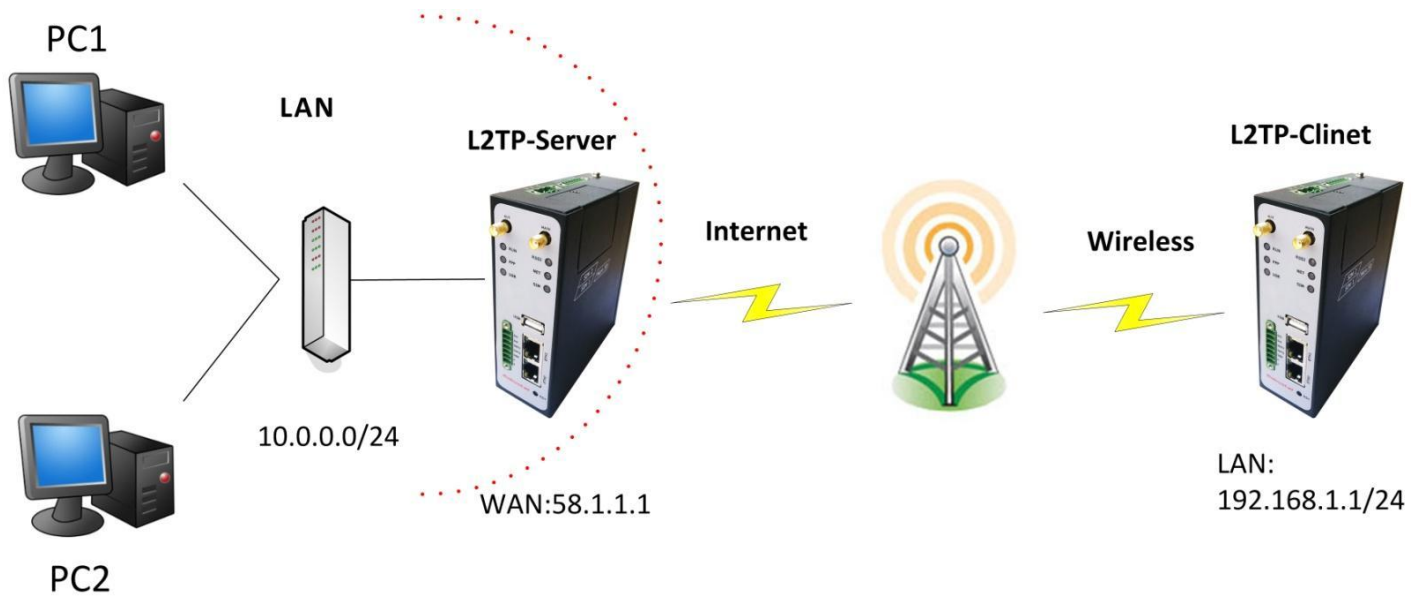 PC1
LAN
L2TP-Server
L2TP-Clinet
Internet
Wireless
10.0.0.0/24
WAN:58.1.1.1
LAN:
192.168.1.1/24
PC2